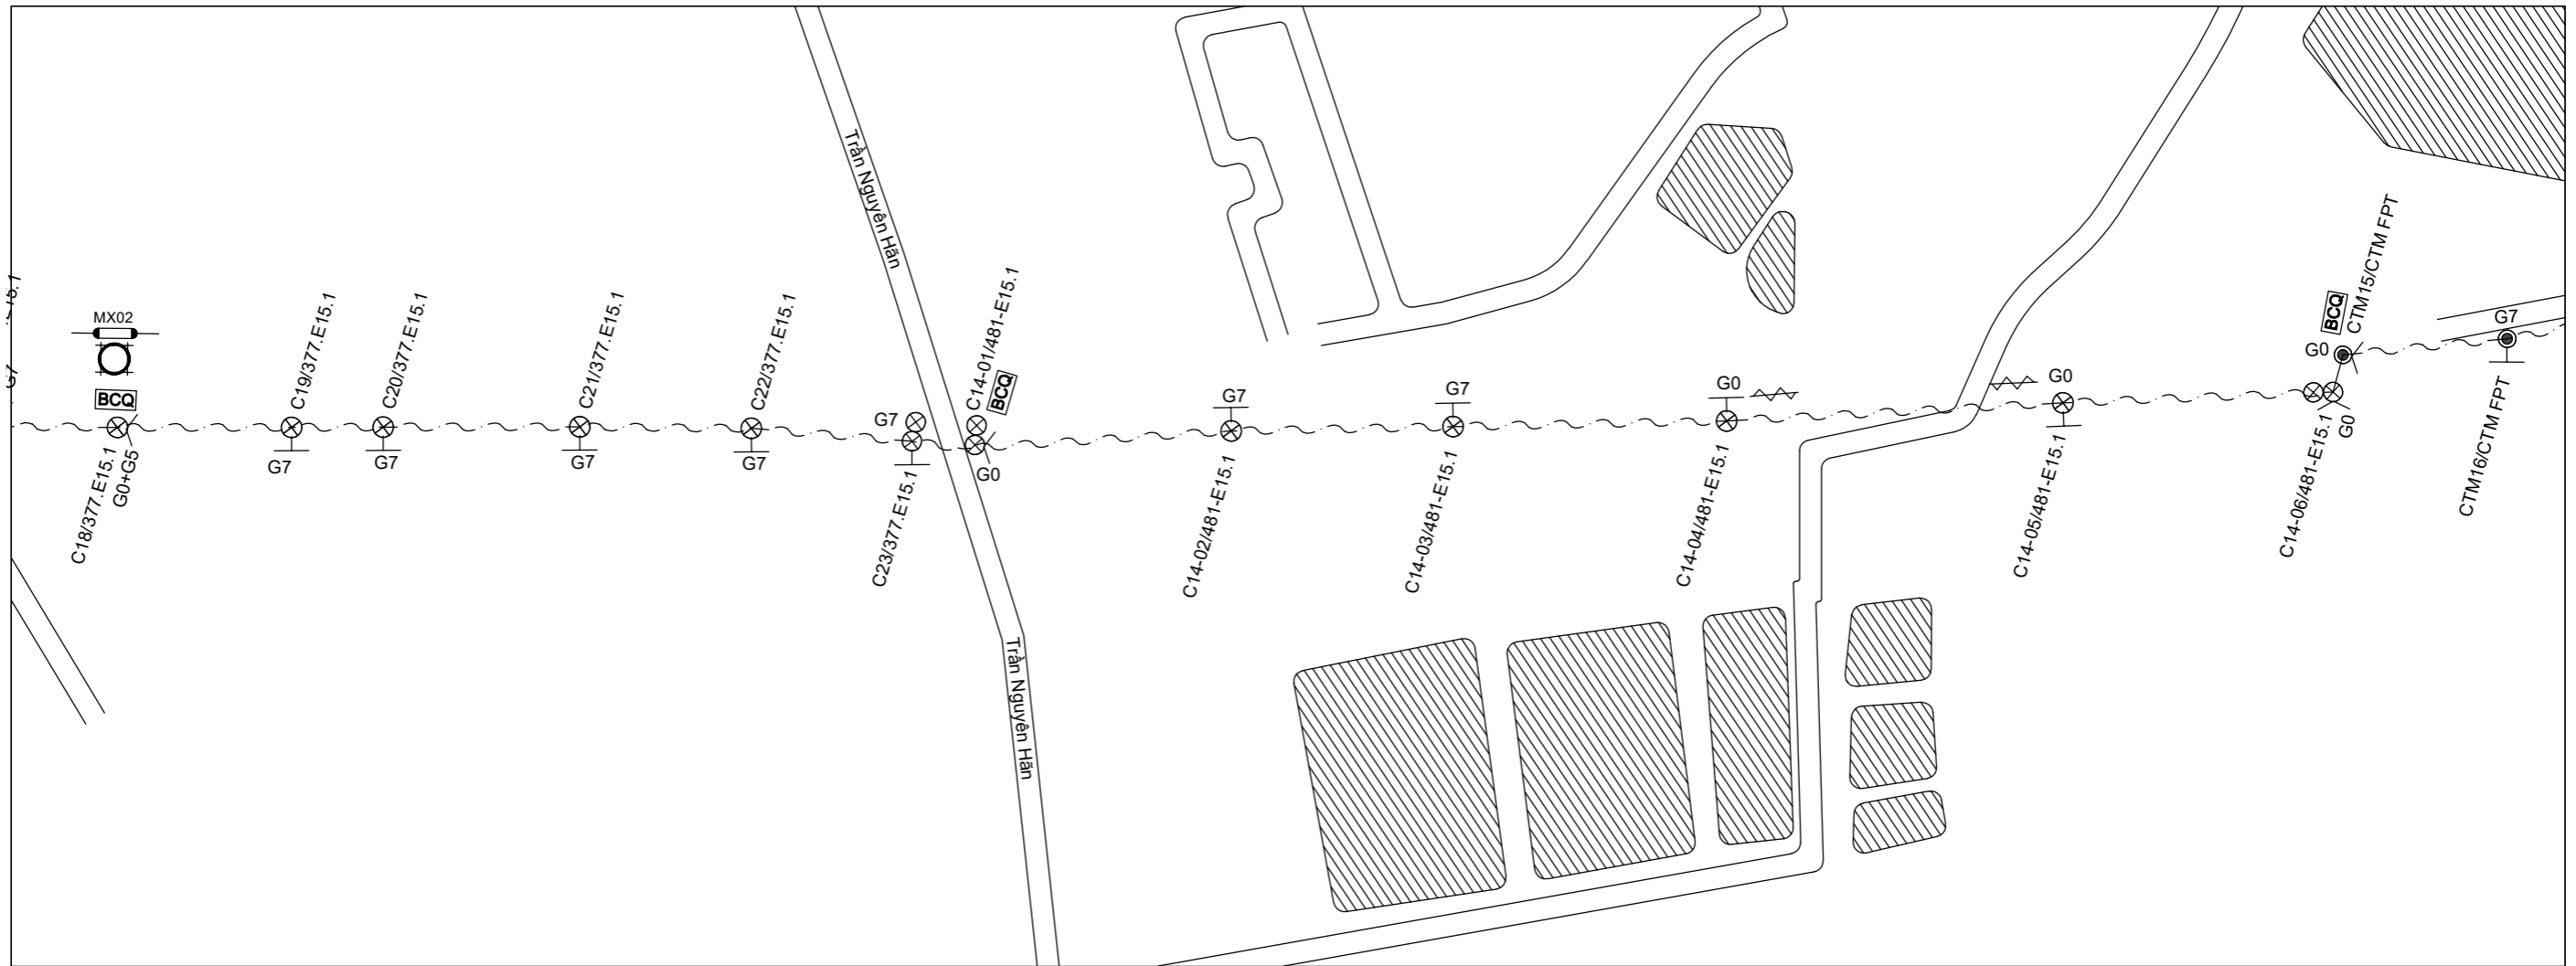 .E15.1
G7
MX02
BCQ
C18/377.E15.1
G0+G5
C19/377.E15.1
G7
C20/377.E15.1
G7
C21/377.E15.1
G7
C22/377.E15.1
G7
Trần Nguyên Hãn
G7
C23/377.E15.1
C14-01/481-E15.1
BCQ
G0
Trần Nguyên Hãn
G7
C14-02/481-E15.1
G7
C14-03/481-E15.1
G0
C14-04/481-E15.1
G0
C14-05/481-E15.1
C14-06/481-E15.1
G0
BCQ
CTM15/CTM FPT
G0
G7
CTM16/CTM FPT